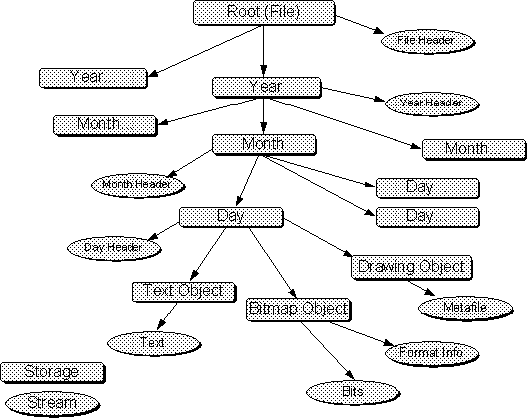 Root (File)
File Header
Year
Year
Year Header
Month
Month
Month
Month Header
Day
Day...
Day
Day Header
Drawing Object
Text Object
Metafile
Bitmap Object
Text
Format Info
Storage
Bits
Stream